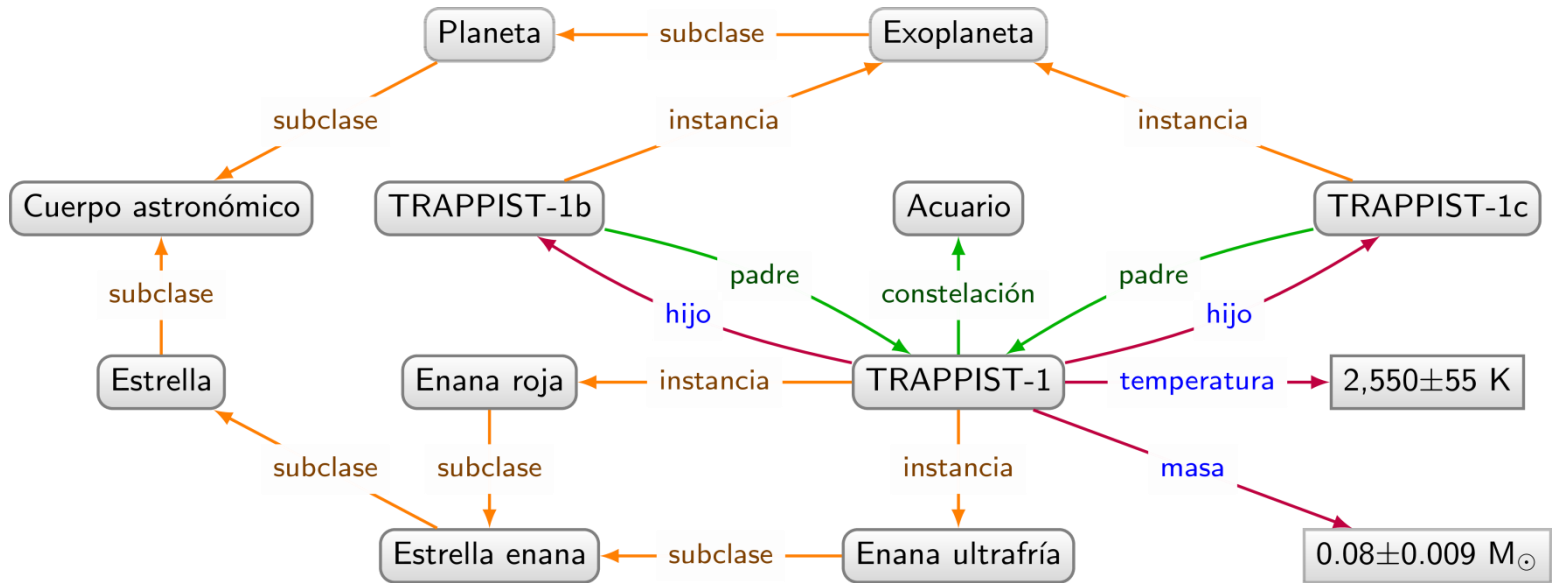 Planeta
subclase
Exoplaneta
subclase
instancia
instancia
Cuerpo astronómico
TRAPPIST-1b
Acuario
TRAPPIST-1c
padre
padre
subclase
constelación
hijo
hijo
Estrella
Enana roja
instancia
TRAPPIST-1
temperatura
2,550±55 K
subclase
subclase
instancia
masa
Estrella enana
subclase
Enana ultrafría
0.08±0.009 M☉